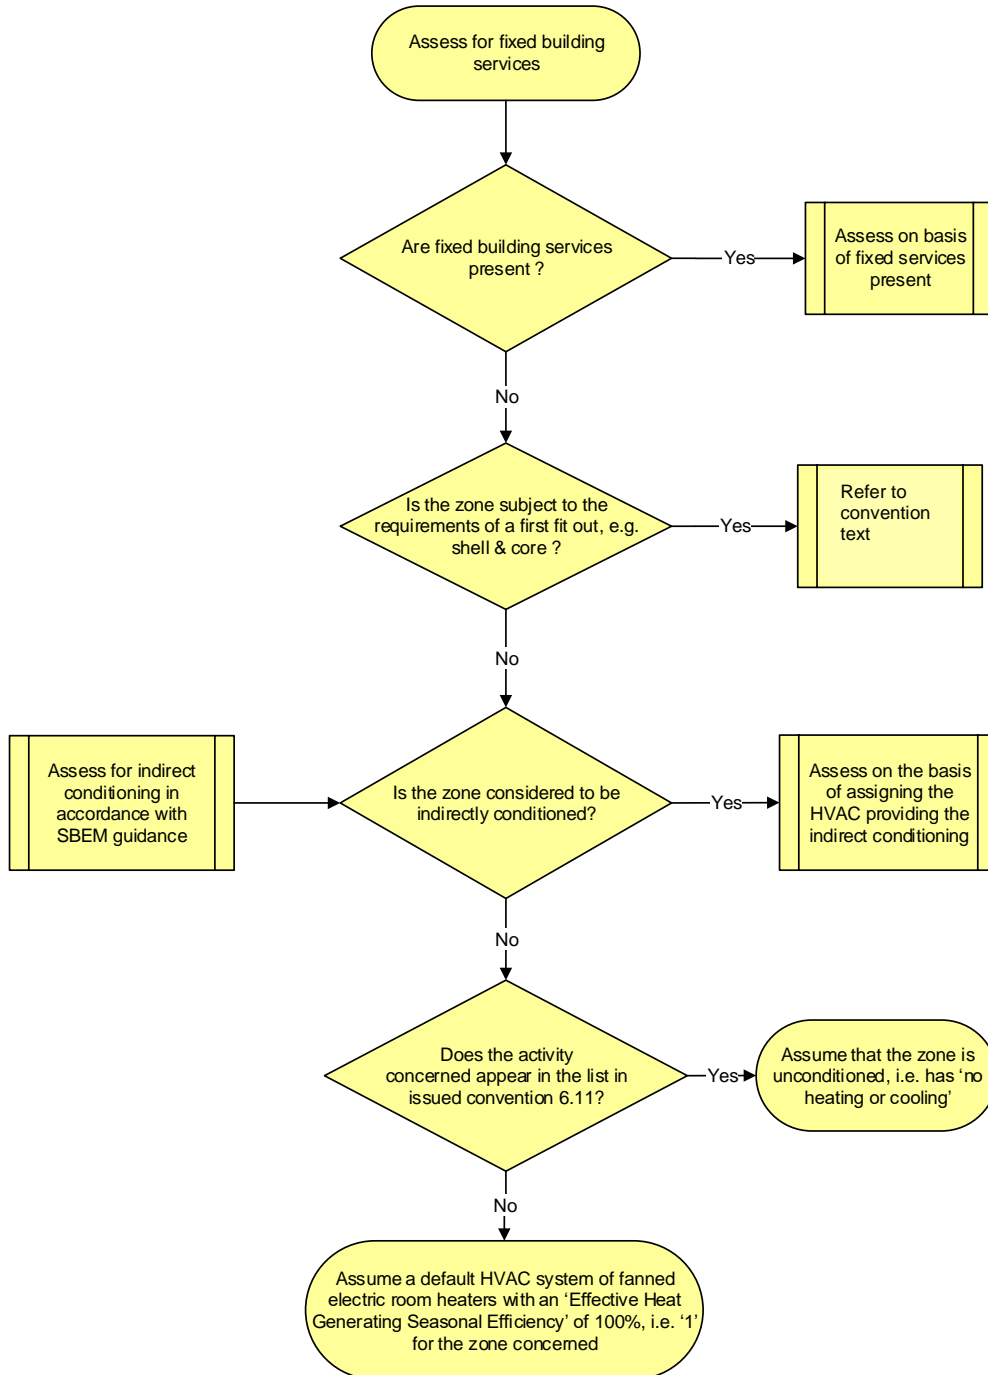 Assess for fixed building
services
Are fixed building services
present ?
Yes
Assess on basis
of fixed services
present
No
Is the zone subject to the
requirements of a first fit out, e.g.
shell & core ?
Yes
Refer to
convention
text
No
Assess for indirect
conditioning in
accordance with
SBEM guidance
Is the zone considered to be
indirectly conditioned?
Yes
Assess on the basis
of assigning the
HVAC providing the
indirect conditioning
No
Does the activity
concerned appear in the list in
issued convention 6.11?
Yes
Assume that the zone is
unconditioned, i.e. has ‘no
heating or cooling’
No
Assume a default HVAC system of fanned
electric room heaters with an ‘Effective Heat
Generating Seasonal Efficiency’ of 100%, i.e. ‘1’
for the zone concerned